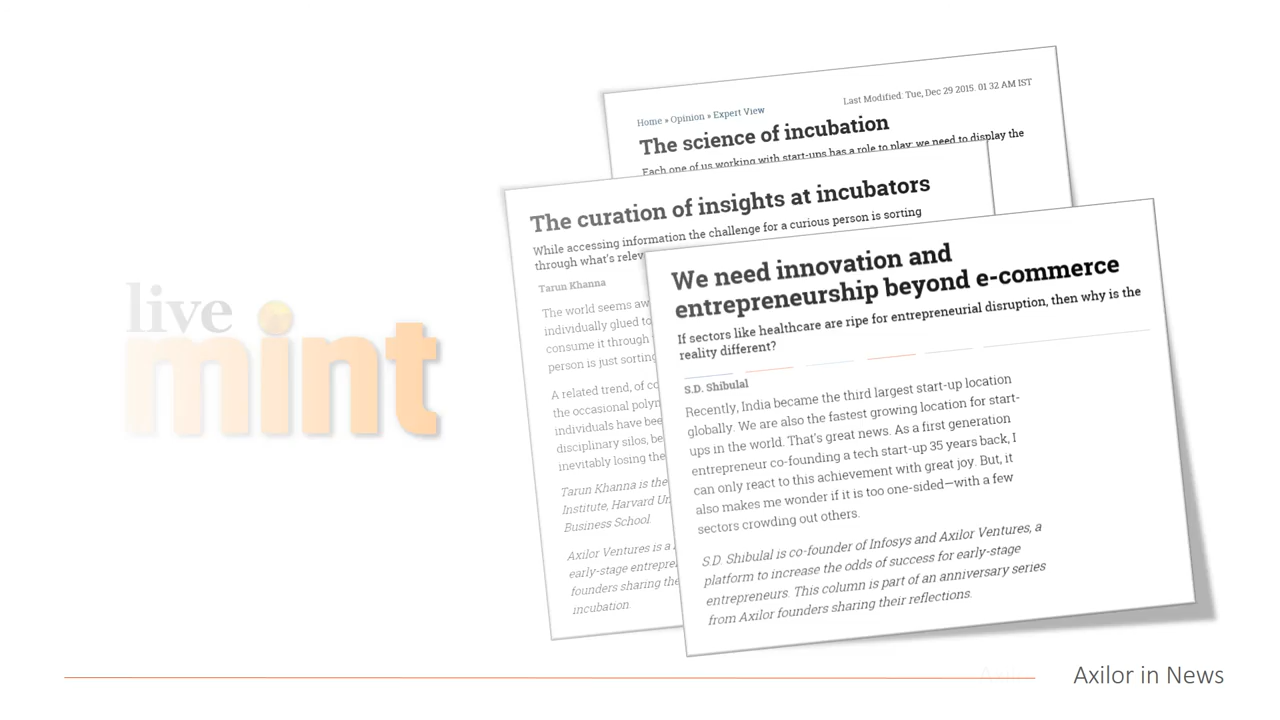 live
mint
Home » Opinion » Expert View
Last Modified: Tue, Dec 29 2015. 01 32 AM IST
The science of incubation
Each one of us working with start-ups has a role to play; we need to display the
The curation of insights at incubators
While accessing information the challenge for a curious person is sorting
through what's
Tarun Khanna
The world seems
individually glued to
consume it through
person is just sorting
A related trend, of
the occasional
individuals have
disciplinary silos,
inevitably losing the
Tarun Khanna is the
Institute, Harvard
Business School.
Axilor Ventures is a
early-stage
founders sharing
incubation.
We need innovation and
entrepreneurship beyond e-commerce
If sectors like healthcare are ripe for entrepreneurial disruption, then why is the
reality different?
S.D. Shibulal
Recently, India became the third largest start-up location
globally. We are also the fastest growing location for start-
ups in the world. That's great news. As a first generation
entrepreneur co-founding a tech start-up 35 years back, I
can only react to this achievement with great joy. But, it
also makes me wonder if it is too one-sided—with a few
sectors crowding out others.
S.D. Shibulal is co-founder of Infosys and Axilor Ventures, a
platform to increase the odds of success for early-stage
entrepreneurs. This column is part of an anniversary series
from Axilor founders sharing their reflections.
Axilor in News